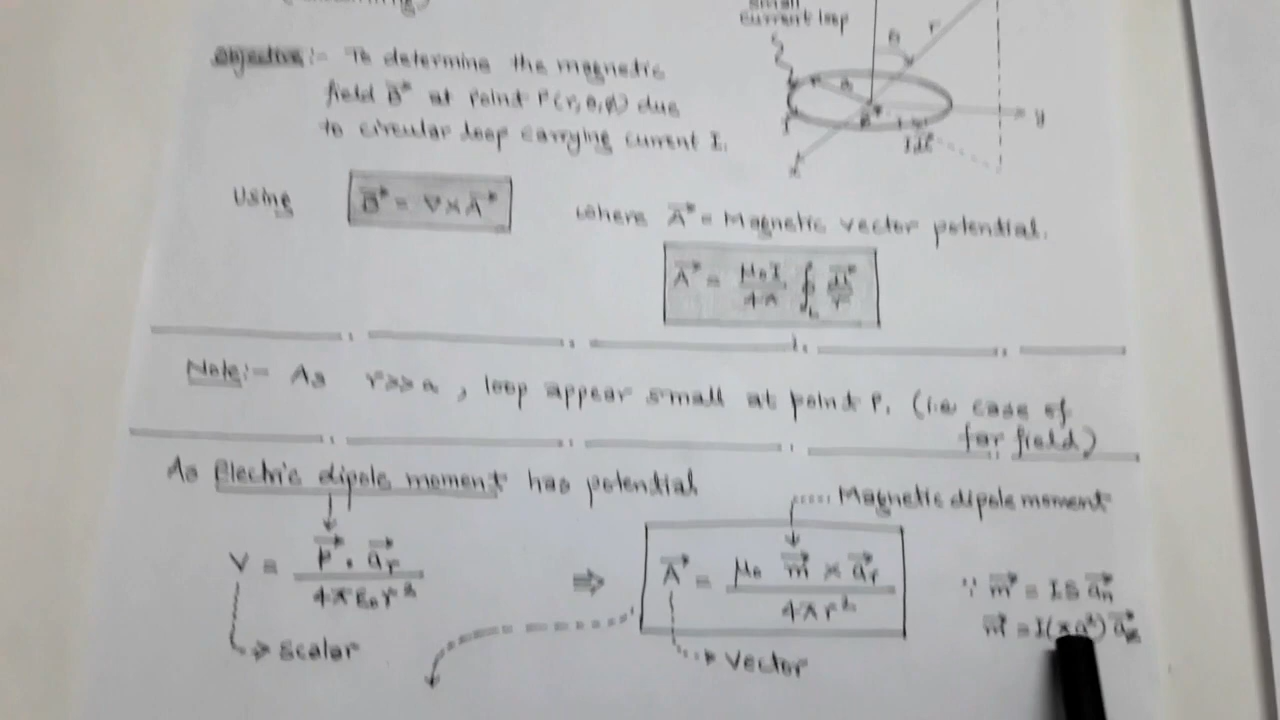 small
current loop
θ r
Objective:- To determine the magnetic
field B⃗ at point P(r,θ,φ) due
to circular loop carrying current I.
a
y
Idl⃗
x
Using B⃗ = ∇×A⃗ where A⃗ = Magnetic vector potential.
A⃗ = μ₀I/4π ∮_L dl⃗/r
Note:- As r>>a, loop appear small at point P. (i.e case of
far field)
As Electric dipole moment has potential
Magnetic dipole moment
V = P⃗ . a⃗r / 4πε₀r² ⇒ A⃗ = μ₀ m⃗ × a⃗r / 4πr² ∵ m⃗ = IS a⃗n
m⃗ = I(πa²) a⃗z
Scalar
Vector